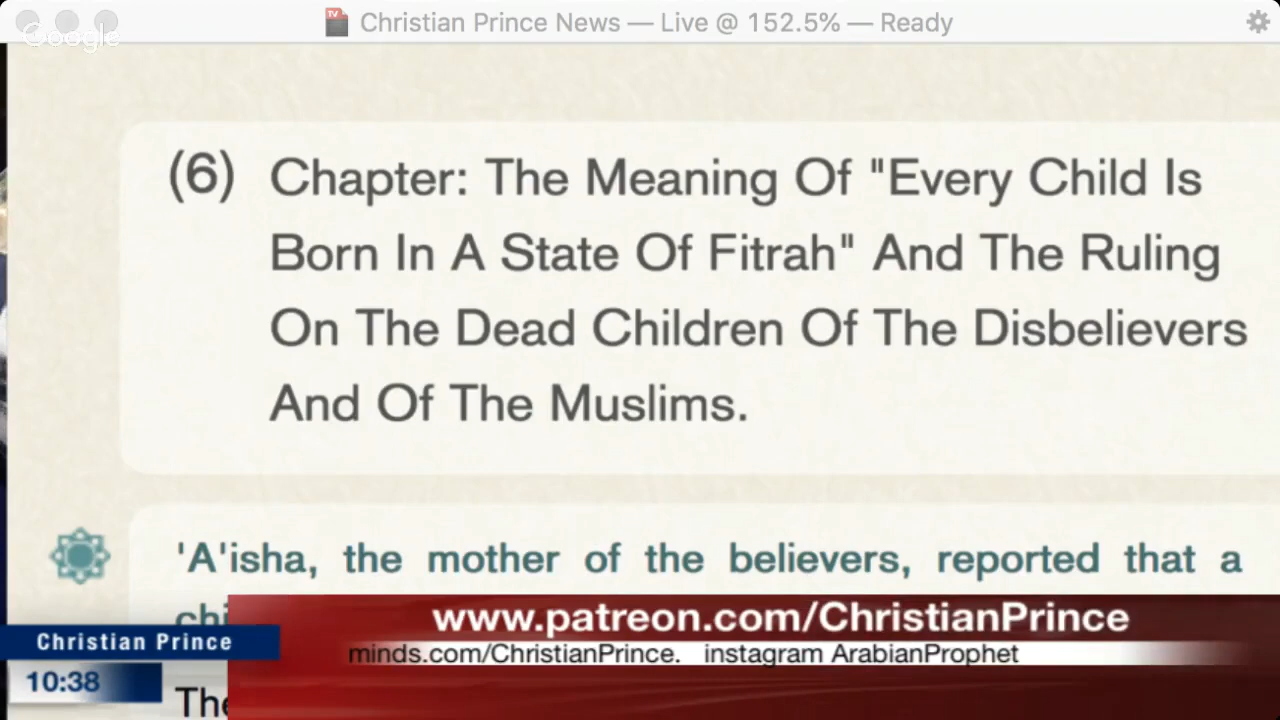 Christian Prince News — Live @ 152.5% — Ready
Google
(6) Chapter: The Meaning Of "Every Child Is
Born In A State Of Fitrah" And The Ruling
On The Dead Children Of The Disbelievers
And Of The Muslims.
'A'isha, the mother of the believers, reported that a
www.patreon.com/ChristianPrince
Christian Prince
minds.com/ChristianPrince. instagram ArabianProphet
10:38